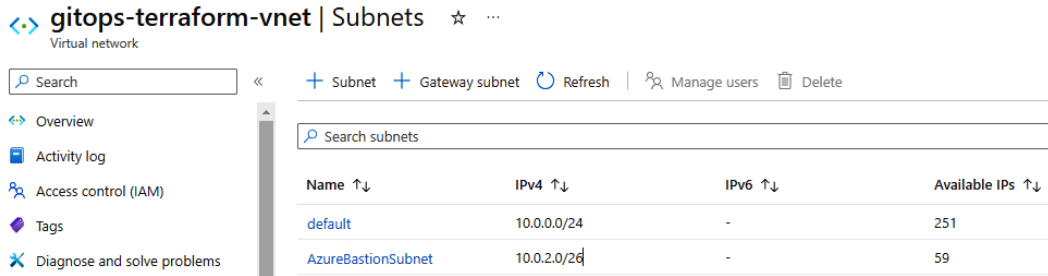 gitops-terraform-vnet | Subnets
Virtual network
Search
Overview
Activity log
Access control (IAM)
Tags
Diagnose and solve problems
Subnet Gateway subnet Refresh Manage users Delete
Search subnets
Name IPv4 IPv6 Available IPs
default 10.0.0.0/24 - 251
AzureBastionSubnet 10.0.2.0/26 - 59